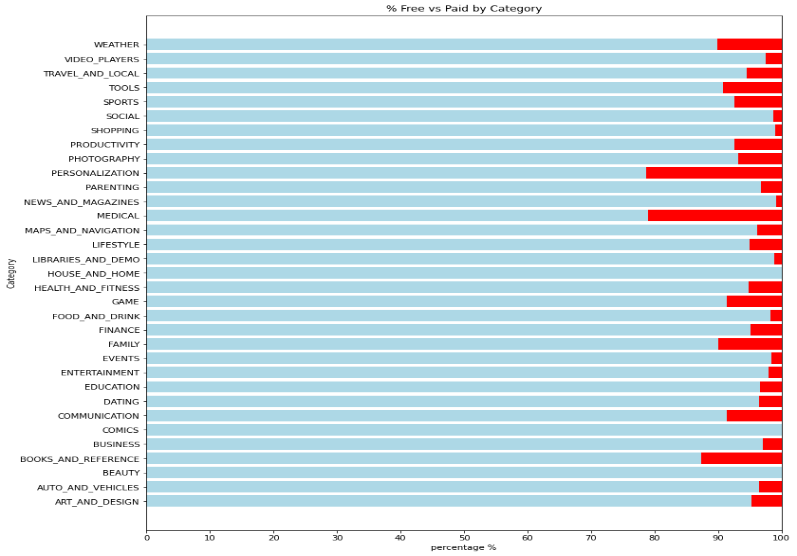 % Free vs Paid by Category
WEATHER
VIDEO_PLAYERS
TRAVEL_AND_LOCAL
TOOLS
SPORTS
SOCIAL
SHOPPING
PRODUCTIVITY
PHOTOGRAPHY
PERSONALIZATION
PARENTING
NEWS_AND_MAGAZINES
MEDICAL
MAPS_AND_NAVIGATION
LIFESTYLE
LIBRARIES_AND_DEMO
HOUSE_AND_HOME
HEALTH_AND_FITNESS
GAME
FOOD_AND_DRINK
FINANCE
FAMILY
EVENTS
ENTERTAINMENT
EDUCATION
DATING
COMMUNICATION
COMICS
BUSINESS
BOOKS_AND_REFERENCE
BEAUTY
AUTO_AND_VEHICLES
ART_AND_DESIGN
Category
0 10 20 30 40 50 60 70 80 90 100
percentage %